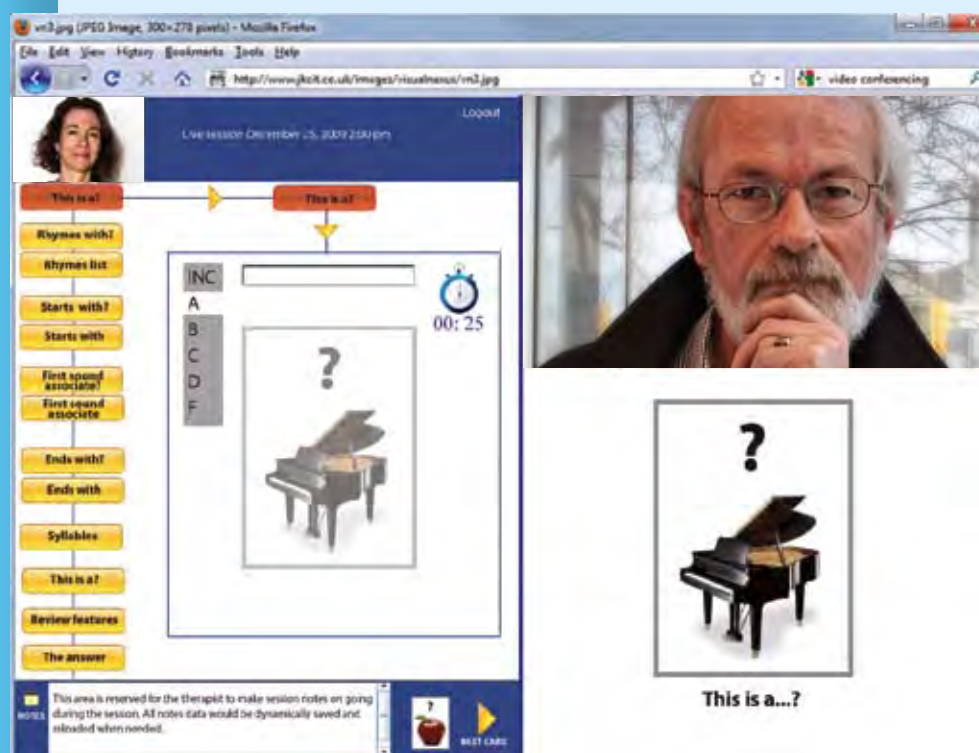 vn3.jpg (JPEG Image, 300×278 pixels) - Mozilla Firefox
File Edit View History Bookmarks Tools Help
http://www.jkcit.co.uk/images/visualnexus/vn3.jpg
video conferencing
Logout
Live session December 25, 2009 2:00 pm
This is a?
This is a?
Rhymes with?
Rhymes list
Starts with?
Starts with
First sound
associate?
First sound
associate
Ends with?
Ends with
Syllables
This is a?
Review features
The answer
INC
A
B
C
D
F
00: 25
?
?
This is a...?
NOTES
This area is reserved for the therapist to make session notes on going
during the session. All notes data would be dynamically saved and
reloaded when needed.
?
NEXT CARD